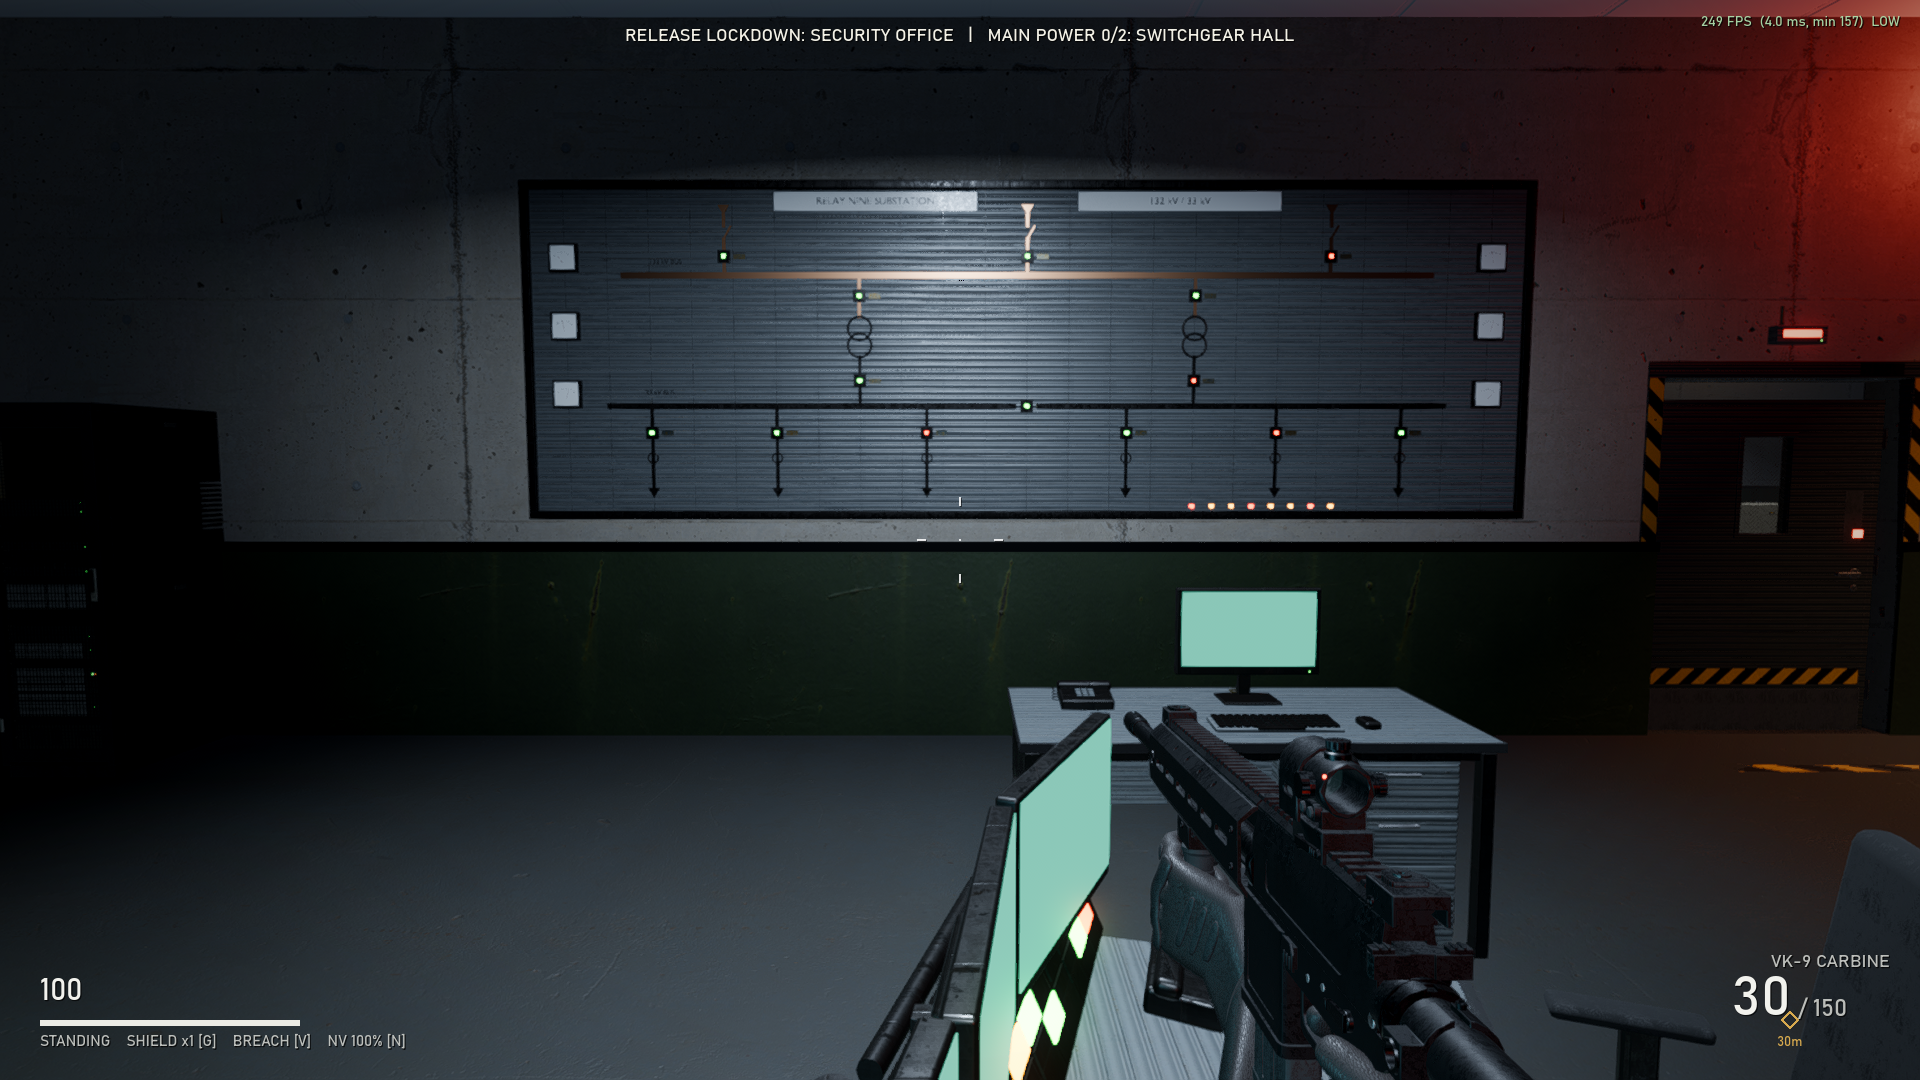 249 FPS (4.0 ms, min 157) LOW
RELEASE LOCKDOWN: SECURITY OFFICE | MAIN POWER 0/2: SWITCHGEAR HALL
RELAY NINE SUBSTATION
132 kV / 33 kV
VK-9 CARBINE
30 / 150
30m
100
STANDING SHIELD x1 [G] BREACH [V] NV 100% [N]